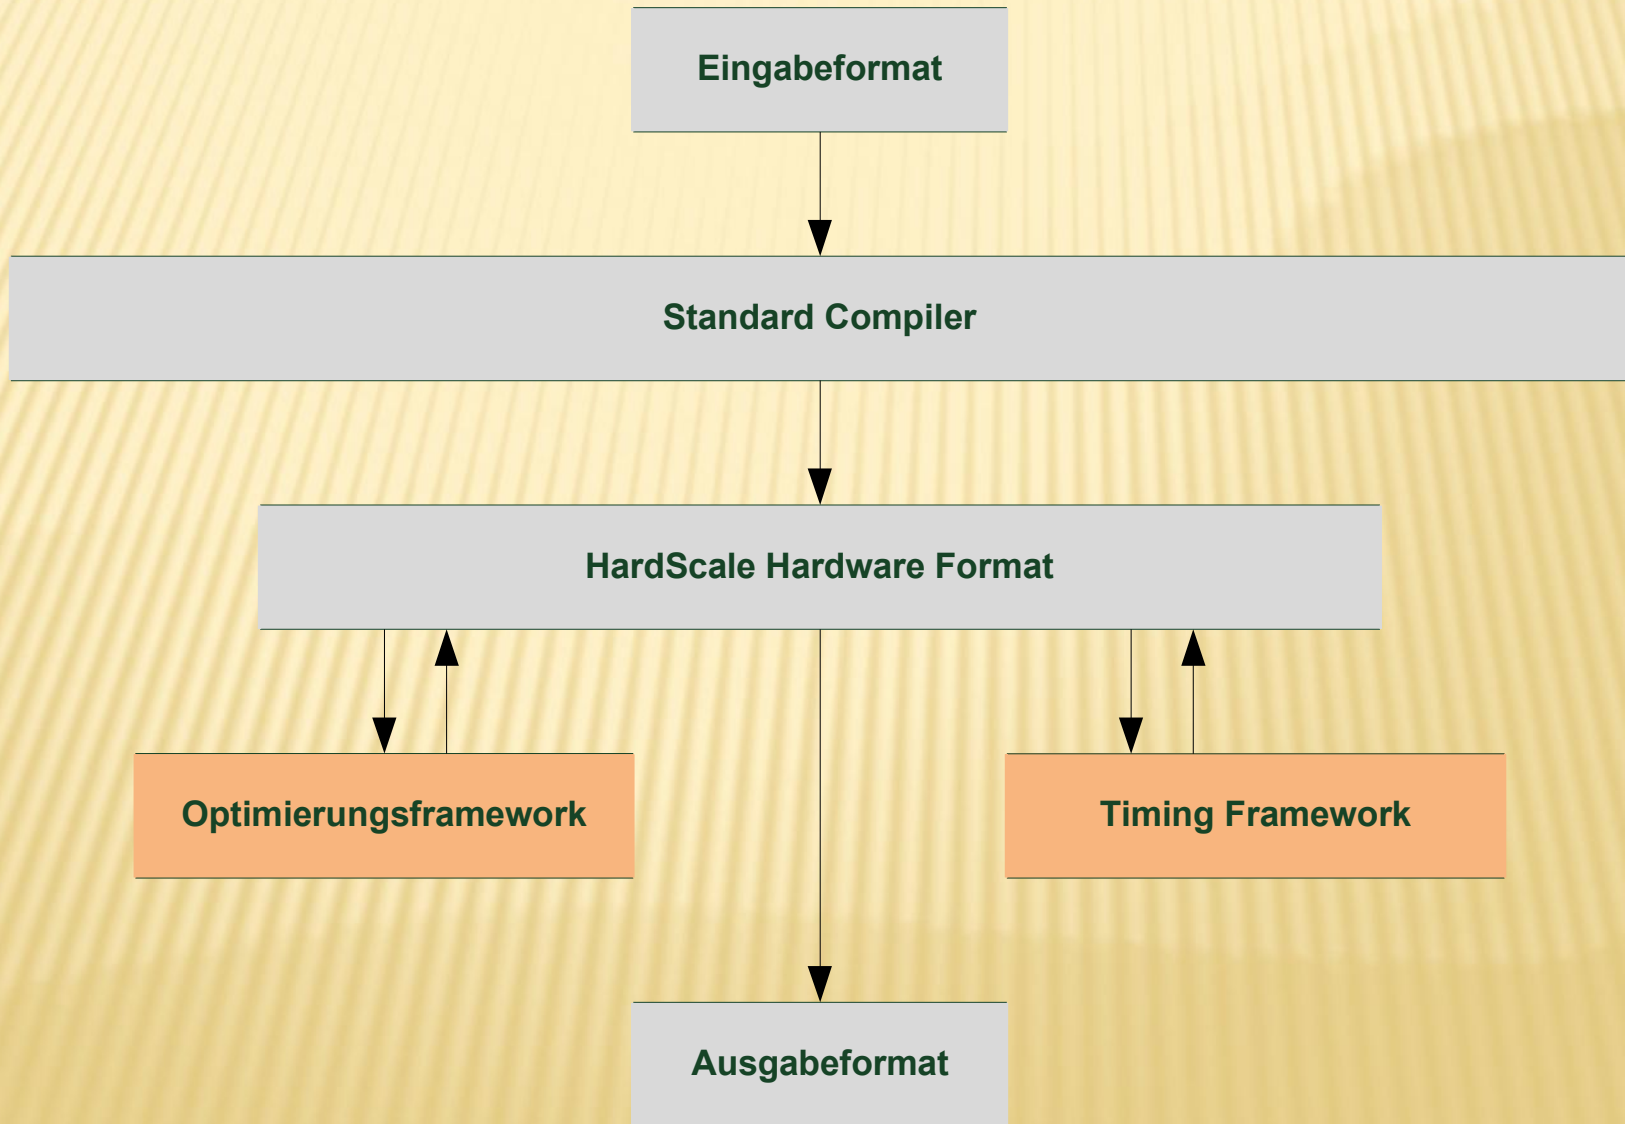 Eingabeformat
Standard Compiler
HardScale Hardware Format
Optimierungsframework
Timing Framework
Ausgabeformat